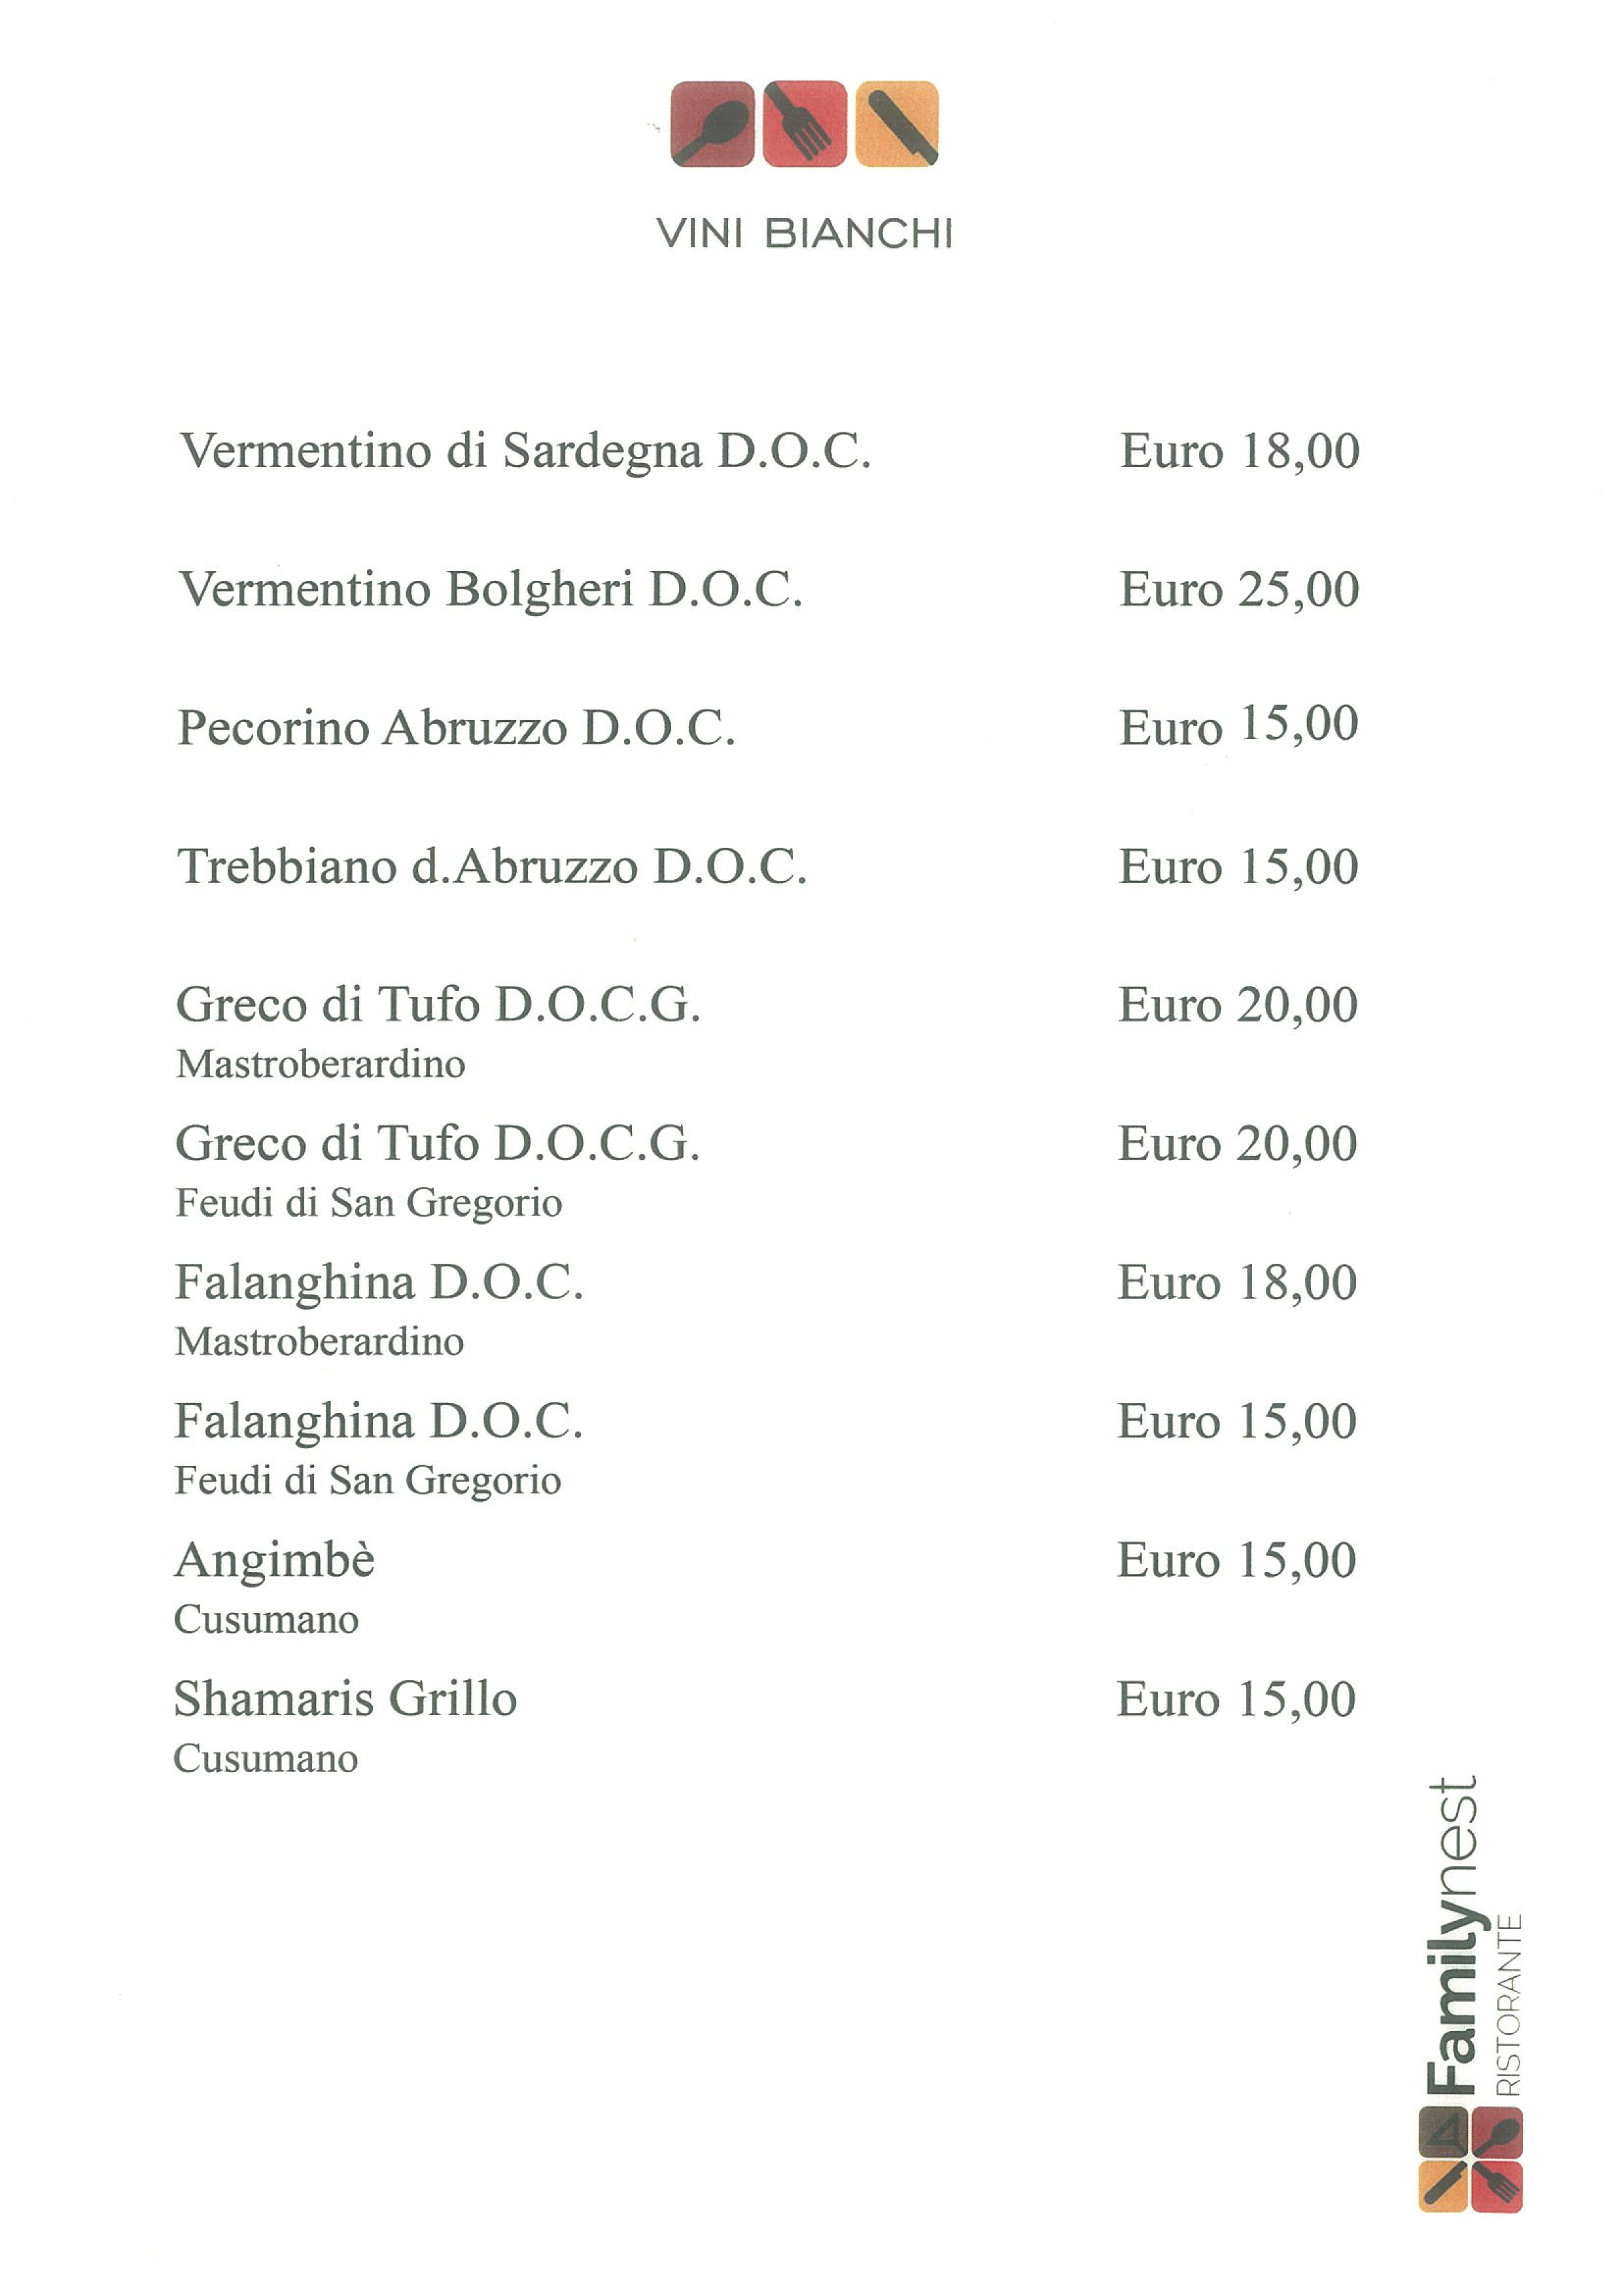 VINI BIANCHI
Vermentino di Sardegna D.O.C. Euro 18,00
Vermentino Bolgheri D.O.C. Euro 25,00
Pecorino Abruzzo D.O.C. Euro 15,00
Trebbiano d.Abruzzo D.O.C. Euro 15,00
Greco di Tufo D.O.C.G. Euro 20,00
Mastroberardino
Greco di Tufo D.O.C.G. Euro 20,00
Feudi di San Gregorio
Falanghina D.O.C. Euro 18,00
Mastroberardino
Falanghina D.O.C. Euro 15,00
Feudi di San Gregorio
Angimbè Euro 15,00
Cusumano
Shamaris Grillo Euro 15,00
Cusumano
Familynest
RISTORANTE